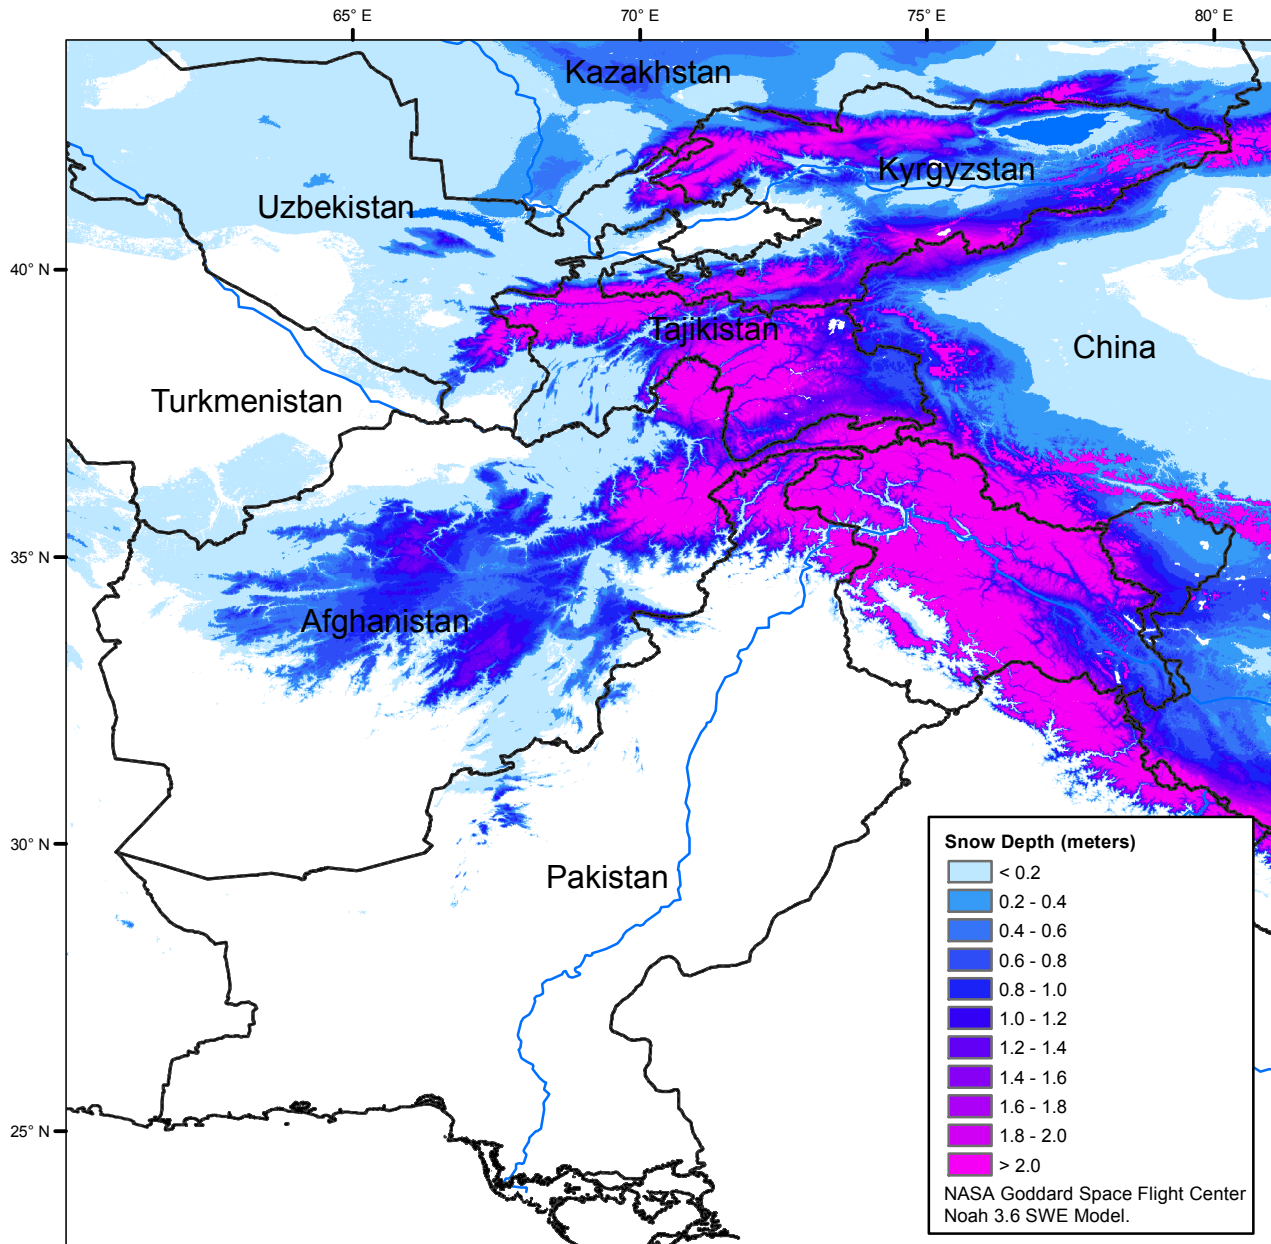 65° E
70° E
75° E
80° E
Kazakhstan
Kyrgyzstan
Uzbekistan
40° N
Tajikistan
China
Turkmenistan
35° N
Afghanistan
30° N
Pakistan
25° N
Snow Depth (meters)
< 0.2
0.2 - 0.4
0.4 - 0.6
0.6 - 0.8
0.8 - 1.0
1.0 - 1.2
1.2 - 1.4
1.4 - 1.6
1.6 - 1.8
1.8 - 2.0
> 2.0
NASA Goddard Space Flight Center
Noah 3.6 SWE Model.